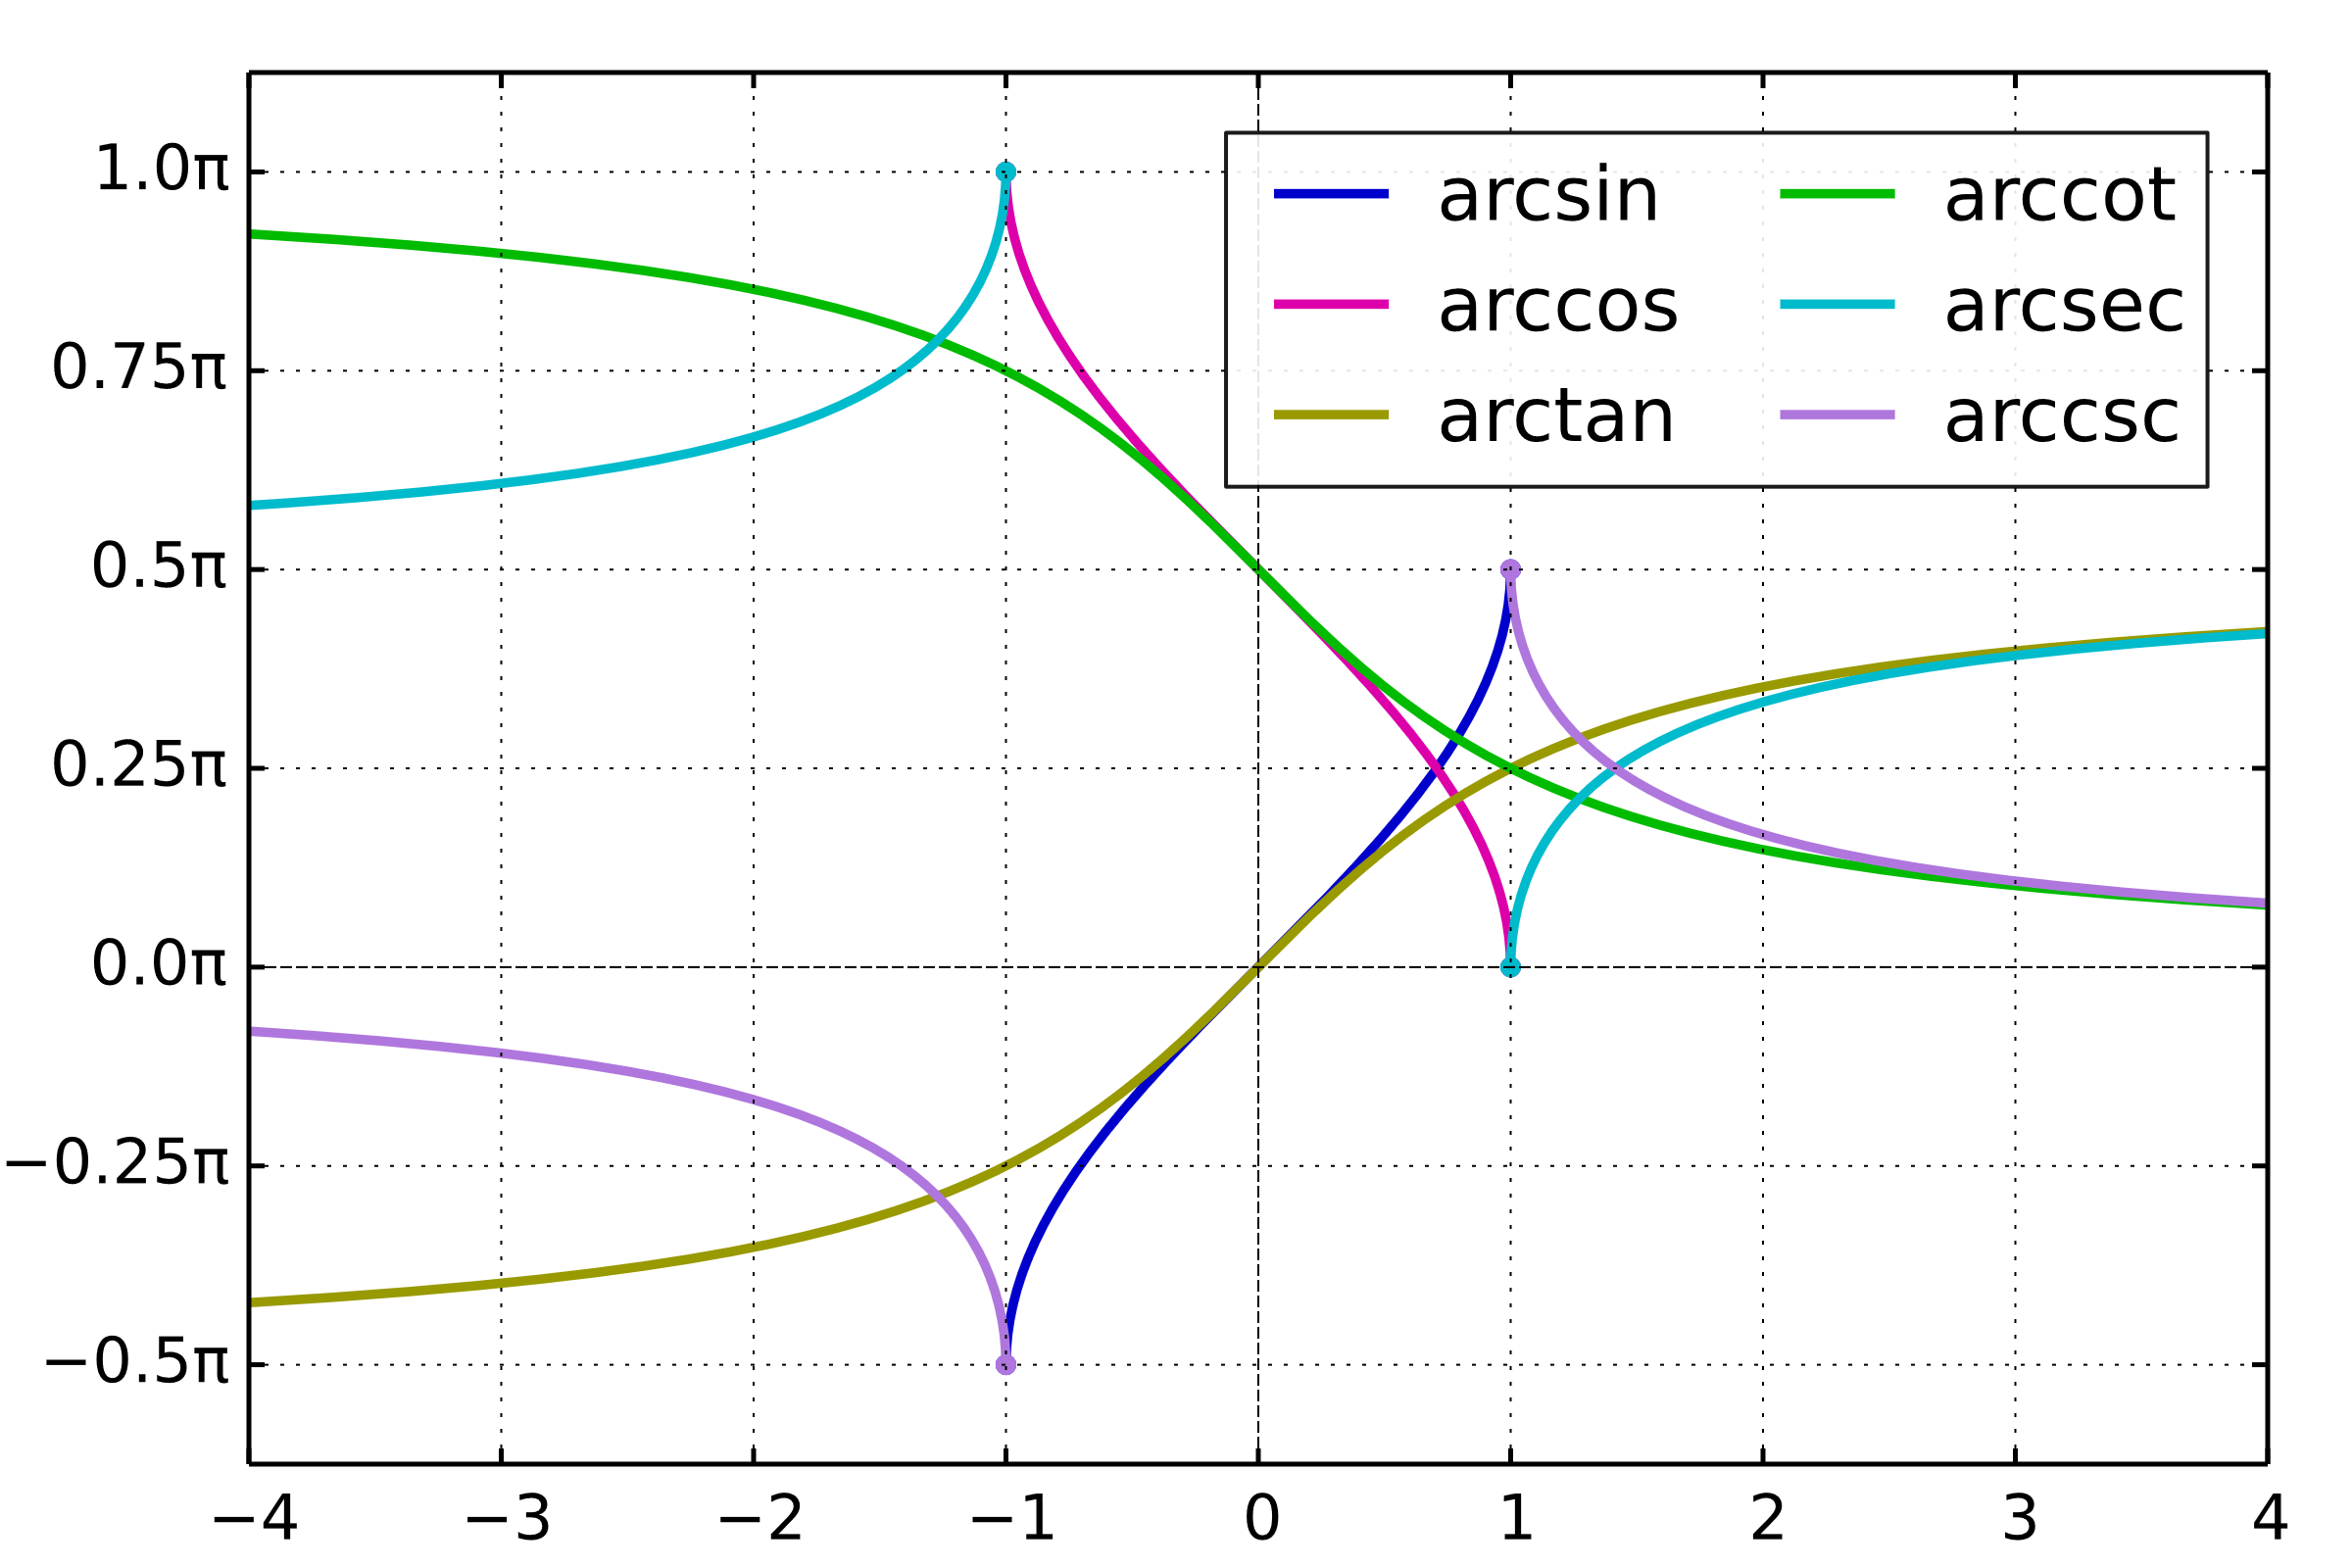 1.0π
0.75π
0.5π
0.25π
0.0π
−0.25π
−0.5π
arcsin arccot
arccos arcsec
arctan arccsc
−4 −3 −2 −1 0 1 2 3 4